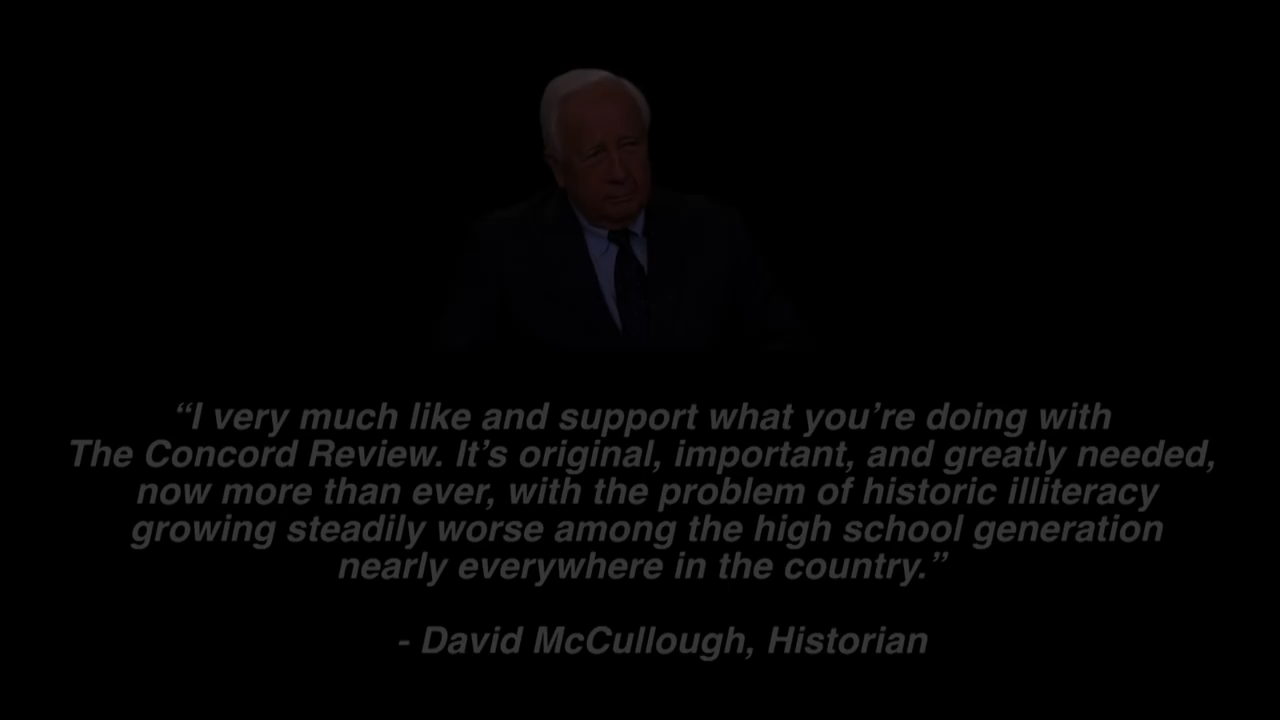 “I very much like and support what you’re doing with
The Concord Review. It’s original, important, and greatly needed,
now more than ever, with the problem of historic illiteracy
growing steadily worse among the high school generation
nearly everywhere in the country.”
- David McCullough, Historian